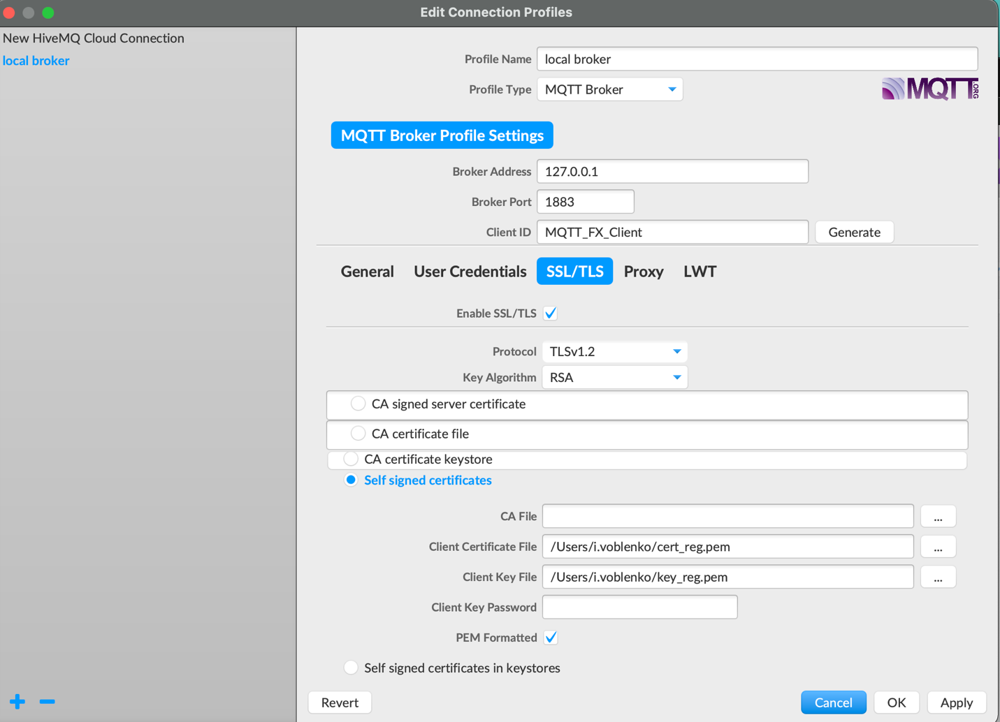 Edit Connection Profiles
New HiveMQ Cloud Connection
local broker
Profile Name local broker
Profile Type MQTT Broker
MQTT.ORG
MQTT Broker Profile Settings
Broker Address 127.0.0.1
Broker Port 1883
Client ID MQTT_FX_Client Generate
General User Credentials SSL/TLS Proxy LWT
Enable SSL/TLS
Protocol TLSv1.2
Key Algorithm RSA
CA signed server certificate
CA certificate file
CA certificate keystore
Self signed certificates
CA File ...
Client Certificate File /Users/i.voblenko/cert_reg.pem ...
Client Key File /Users/i.voblenko/key_reg.pem ...
Client Key Password
PEM Formatted
Self signed certificates in keystores
Revert Cancel OK Apply